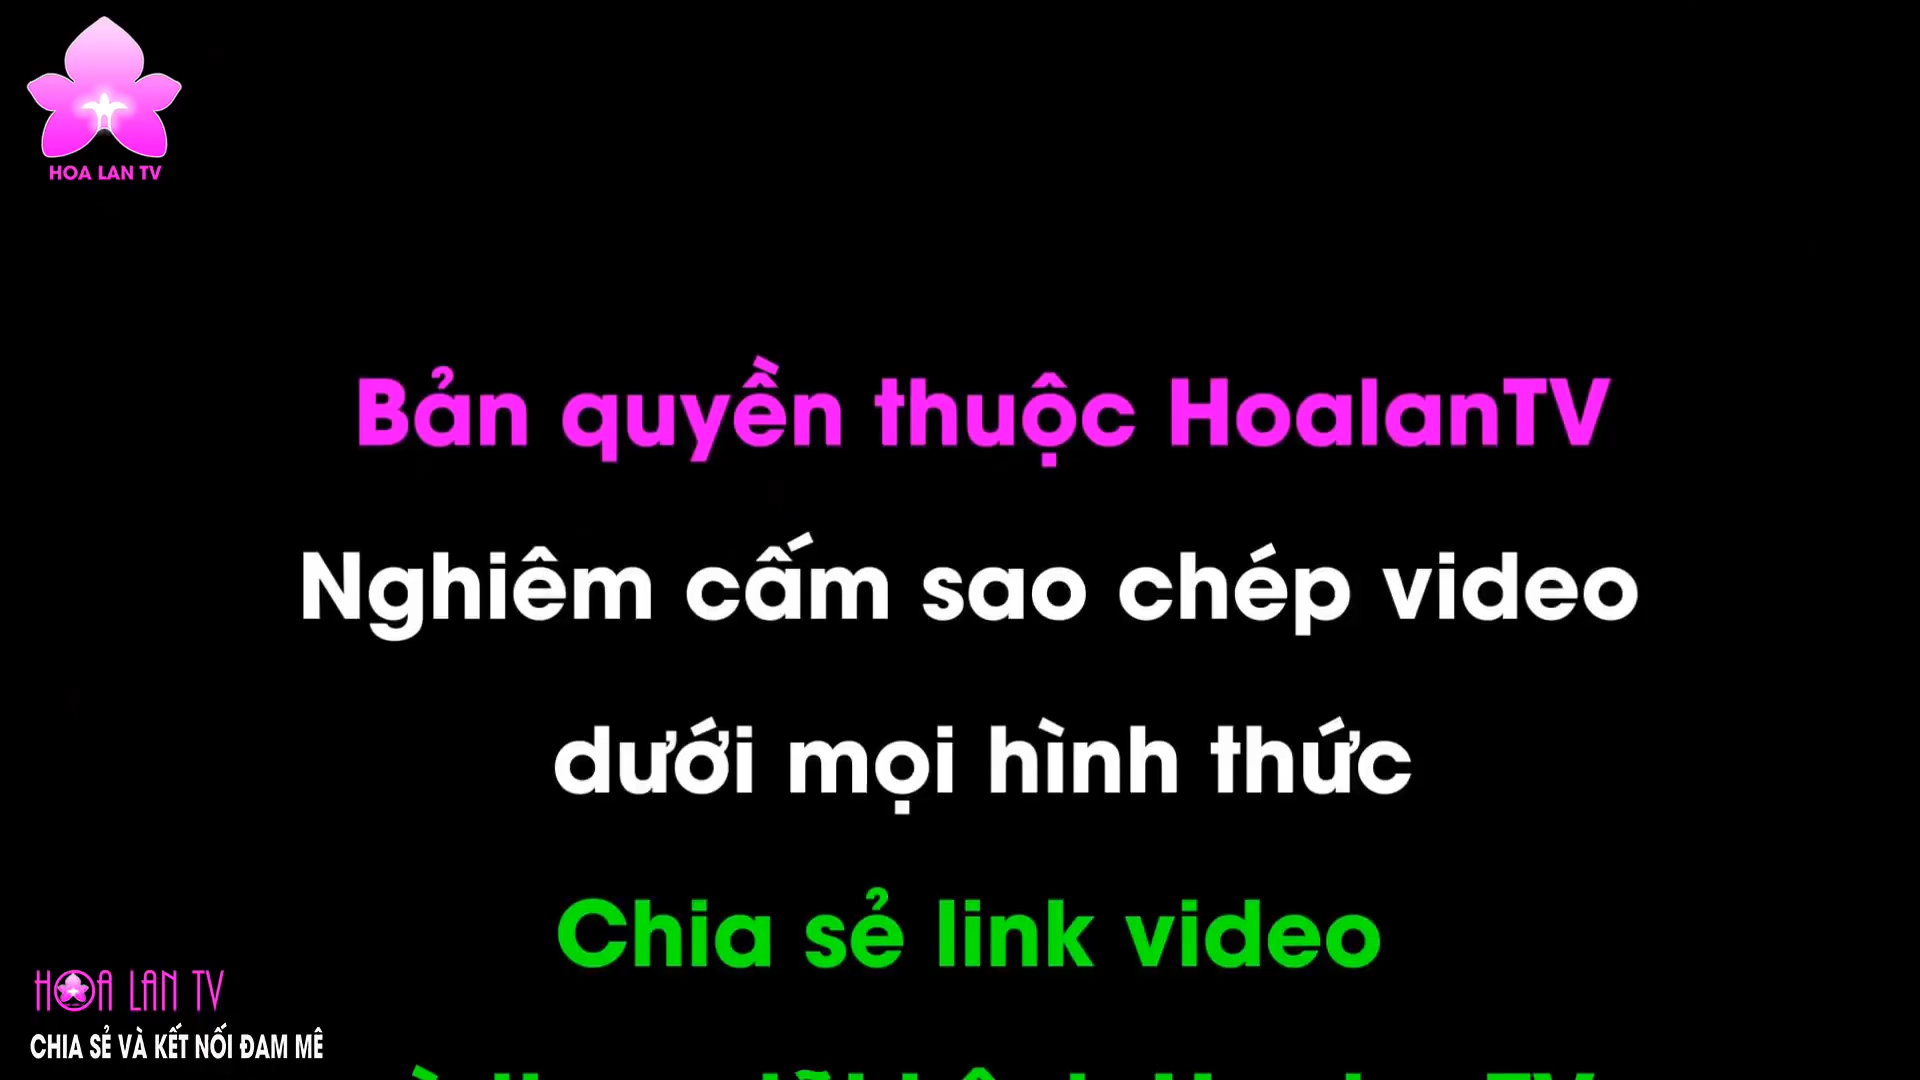 HOA LAN TV
Bản quyền thuộc HoalanTV
Nghiêm cấm sao chép video
dưới mọi hình thức
Chia sẻ link video
HOA LAN TV
CHIA SẺ VÀ KẾT NỐI ĐAM MÊ